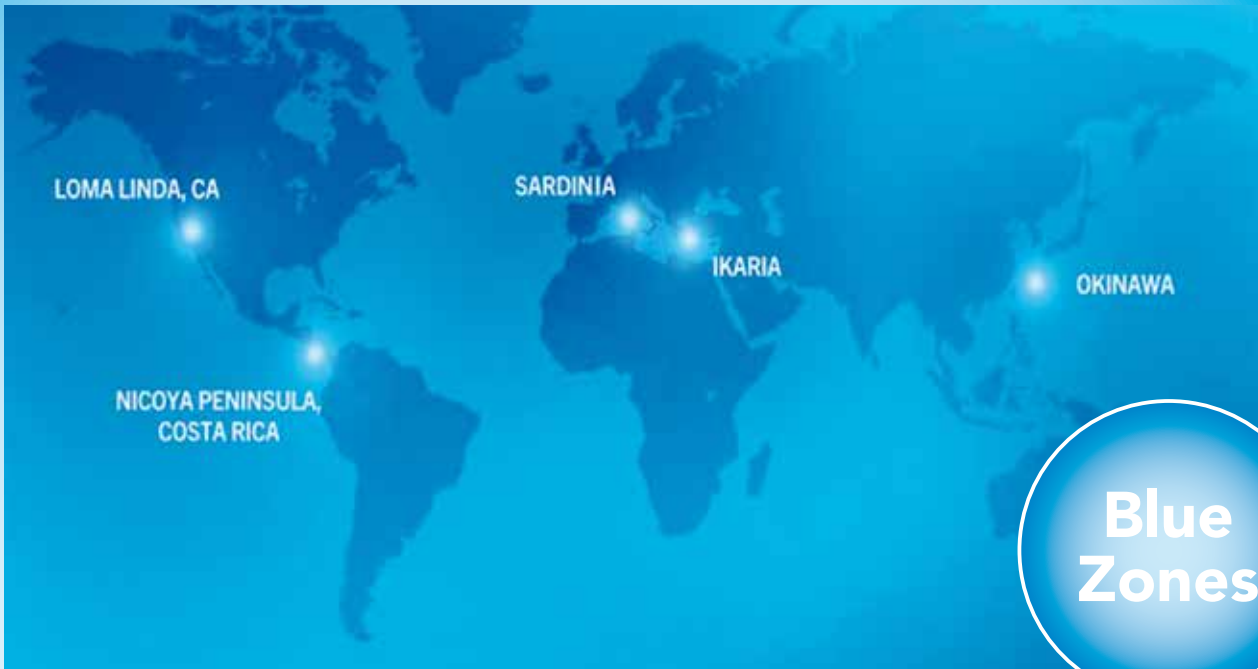 LOMA LINDA, CA
SARDINIA
IKARIA
OKINAWA
NICOYA PENINSULA,
COSTA RICA
Blue
Zones